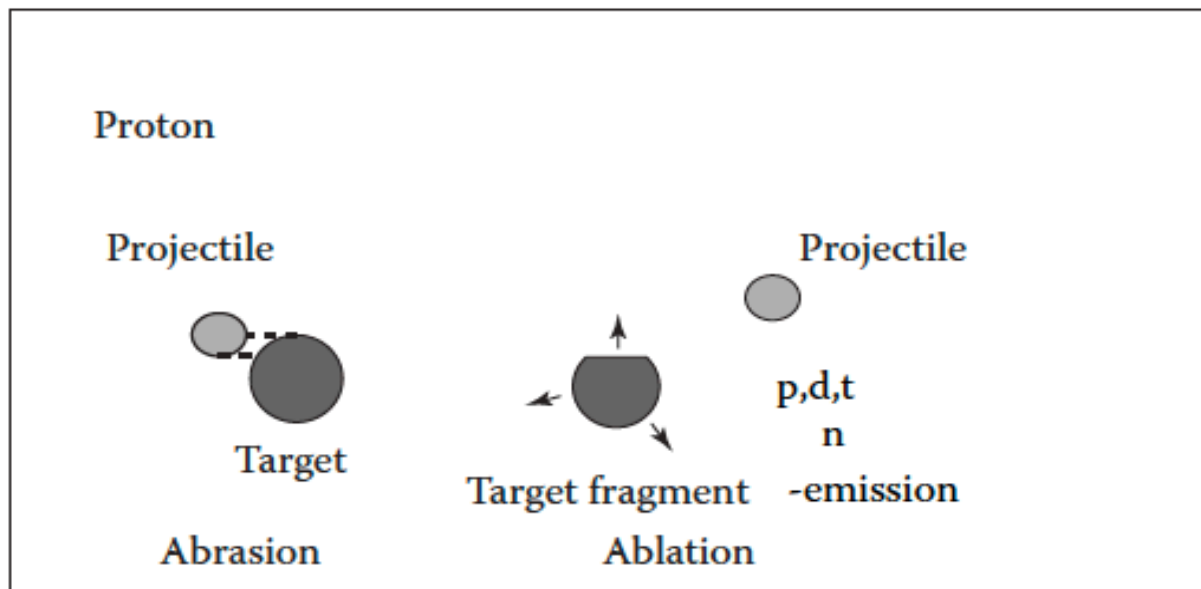 Proton
Projectile
Projectile
Target
p,d,t
n
Target fragment
-emission
Abrasion
Ablation